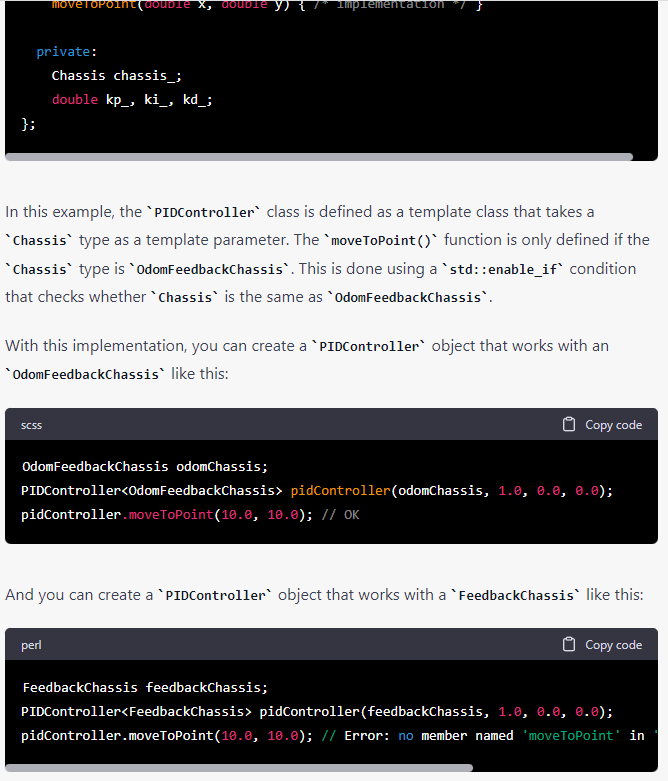 moveToPoint(double x, double y) { /* implementation */ }
private:
Chassis chassis_;
double kp_, ki_, kd_;
};
In this example, the `PIDController` class is defined as a template class that takes a
`Chassis` type as a template parameter. The `moveToPoint()` function is only defined if the
`Chassis` type is `OdomFeedbackChassis`. This is done using a `std::enable_if` condition
that checks whether `Chassis` is the same as `OdomFeedbackChassis`.
With this implementation, you can create a `PIDController` object that works with an
`OdomFeedbackChassis` like this:
scss Copy code
OdomFeedbackChassis odomChassis;
PIDController<OdomFeedbackChassis> pidController(odomChassis, 1.0, 0.0, 0.0);
pidController.moveToPoint(10.0, 10.0); // OK
And you can create a `PIDController` object that works with a `FeedbackChassis` like this:
perl Copy code
FeedbackChassis feedbackChassis;
PIDController<FeedbackChassis> pidController(feedbackChassis, 1.0, 0.0, 0.0);
pidController.moveToPoint(10.0, 10.0); // Error: no member named 'moveToPoint' in '